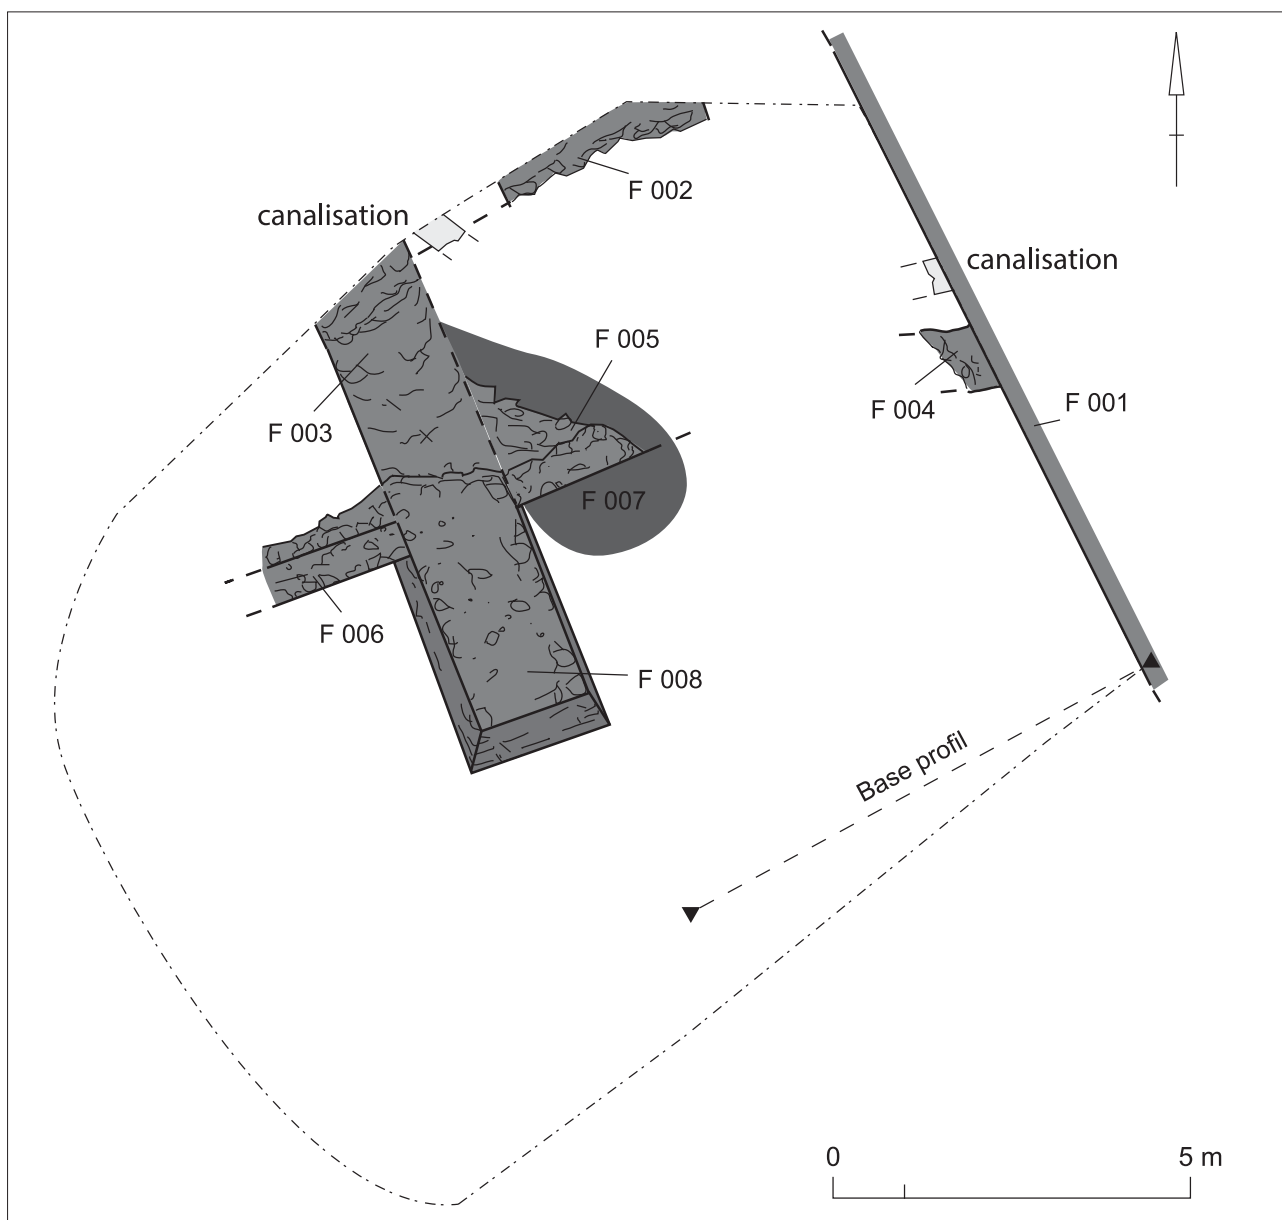 F 002
canalisation
canalisation
F 005
F 004
F 001
F 003
F 007
F 006
F 008
Base profil
0
5 m